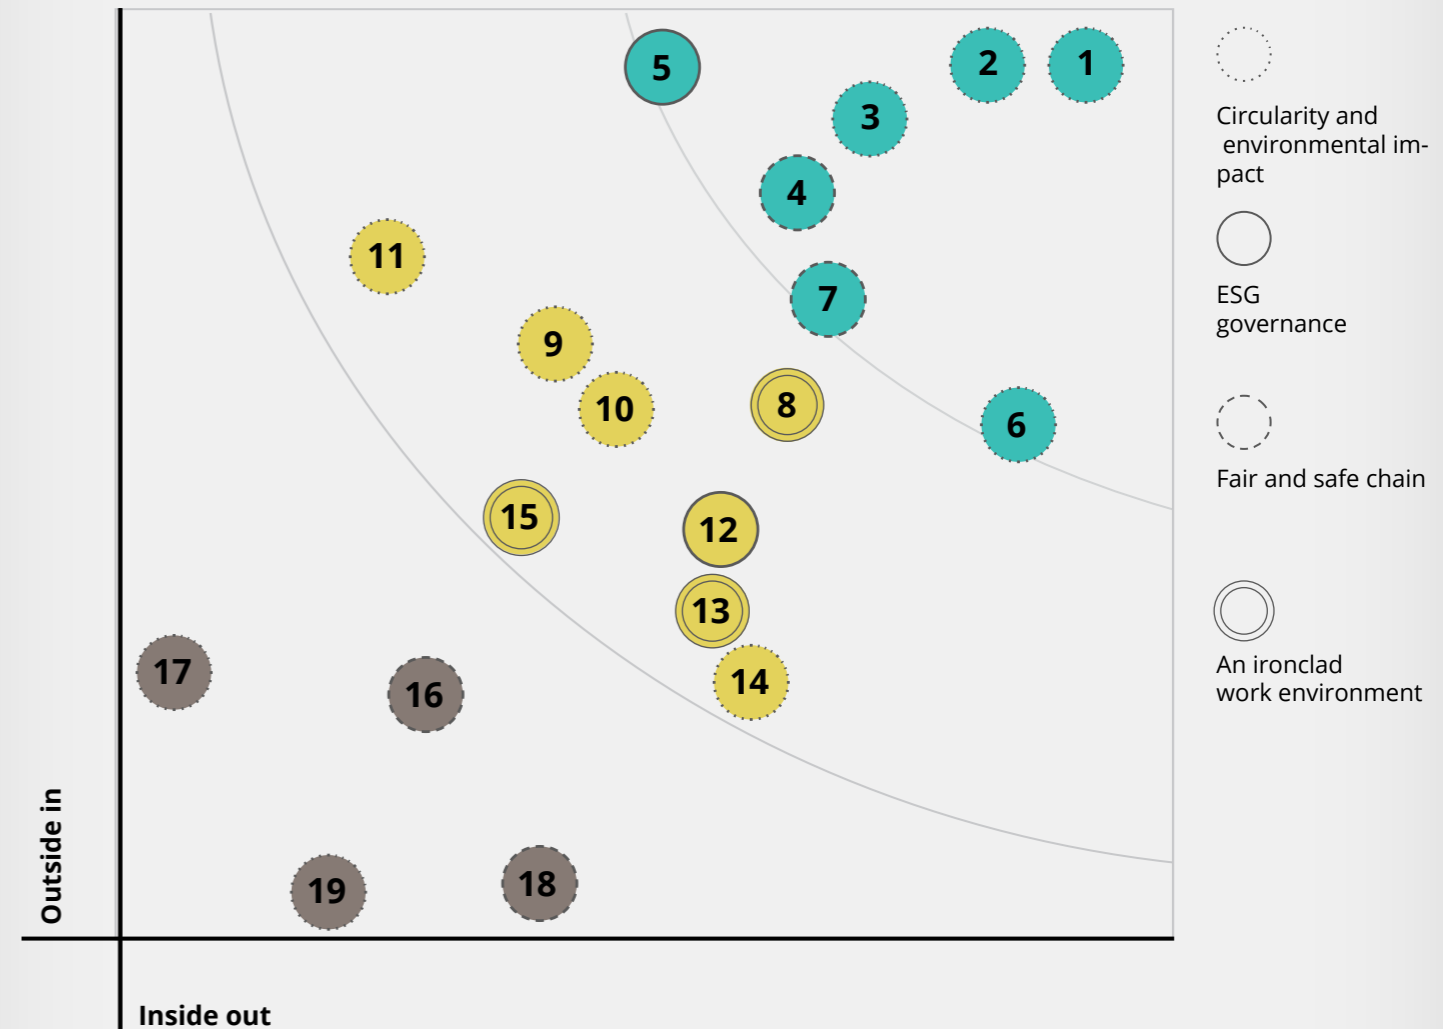 5
2
1
3
4
11
7
9
10
8
6
15
12
13
14
17
16
19
18
Circularity and
environmental im-
pact
ESG
governance
Fair and safe chain
An ironclad
work environment
Outside in
Inside out